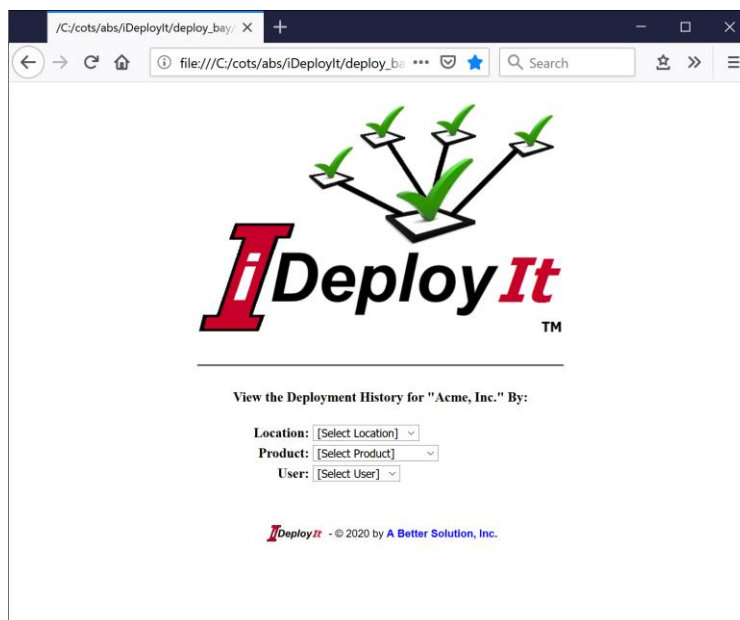 /C:/cots/abs/iDeployIt/deploy_bay/
file:///C:/cots/abs/iDeployIt/deploy_ba
Search
iDeployIt
TM
View the Deployment History for "Acme, Inc." By:
Location: [Select Location]
Product: [Select Product]
User: [Select User]
iDeployIt - © 2020 by A Better Solution, Inc.